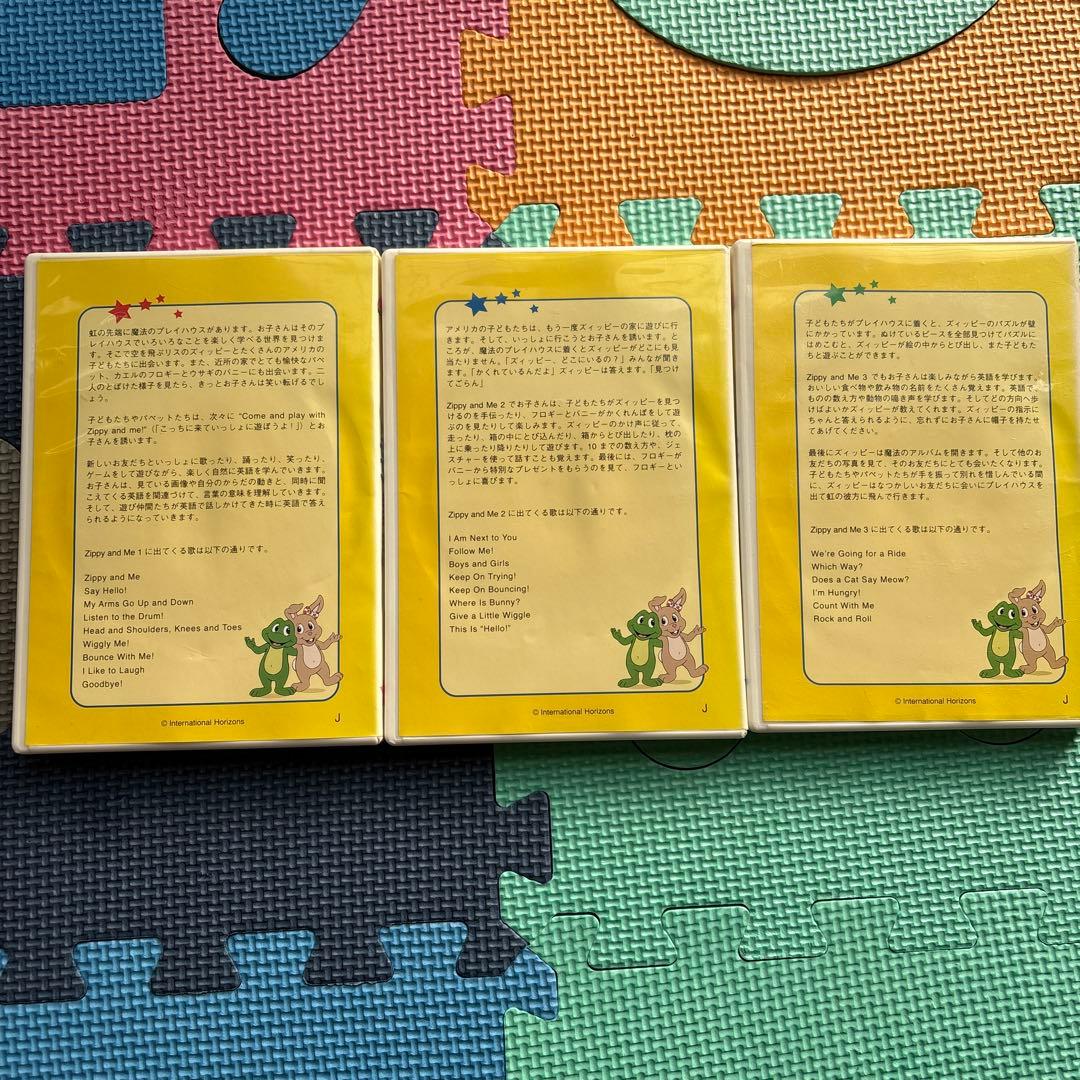 虹の先端に魔法のプレイハウスがあります。お子さんはそのプ
レイハウスでいろいろなことを楽しく学べる世界を見つけま
す。そこで空を飛ぶリスのズィッピーとたくさんのアメリカの
子どもたちに出会います。また、近所の家でとても愉快なパペ
ット、カエルのフロギーとウサギのバニーにも出会います。二
人のとぼけた様子を見たら、きっとお子さんは笑い転げるでし
ょう。
子どもたちやパペットたちは、次々に "Come and play with
Zippy and me!"(「こっちに来ていっしょに遊ぼうよ!」)とお
子さんを誘います。
新しいお友だちといっしょに歌ったり、踊ったり、笑ったり、
ゲームをして遊びながら、楽しく自然に英語を学んでいきます。
お子さんは、見ている画像や自分のからだの動きと、同時に聞
こえてくる英語を関連づけて、言葉の意味を理解していきます。
そして、遊び仲間たちが英語で話しかけてきた時に英語で答え
られるようになっていきます。
Zippy and Me 1 に出てくる歌は以下の通りです。
Zippy and Me
Say Hello!
My Arms Go Up and Down
Listen to the Drum!
Head and Shoulders, Knees and Toes
Wiggly Me!
Bounce With Me!
I Like to Laugh
Goodbye!
© International Horizons
J
アメリカの子どもたちは、もう一度ズィッピーの家に遊びに行
きます。そして、いっしょに行こうとお子さんを誘います。と
ころが、魔法のプレイハウスに着くとズィッピーがどこにも見
当たりません。「ズィッピー、どこにいるの?」みんなが聞き
ます。「かくれているんだよ」ズィッピーは答えます。「見つけ
てごらん」
Zippy and Me 2 でお子さんは、子どもたちがズィッピーを見つ
けるのを手伝ったり、フロギーとバニーがかくれんぼをして遊
ぶのを見たりして楽しみます。ズィッピーのかけ声に従って、
走ったり、箱の中にとび込んだり、箱からとび出したり、枕の
上に乗ったり降りたりして遊びます。10 までの数え方や、ジェ
スチャーを使って話すことも覚えます。最後には、フロギーが
バニーから特別なプレゼントをもらうのを見て、フロギーとい
っしょに喜びます。
Zippy and Me 2 に出てくる歌は以下の通りです。
I Am Next to You
Follow Me!
Boys and Girls
Keep On Trying!
Keep On Bouncing!
Where Is Bunny?
Give a Little Wiggle
This Is "Hello!"
© International Horizons
J
子どもたちがプレイハウスに着くと、ズィッピーのパズルが壁
にかかっています。ぬけているピースを全部見つけてパズルに
はめこむと、ズィッピーが絵の中からとび出し、また子どもた
ちと遊ぶことができます。
Zippy and Me 3 でもお子さんは楽しみながら英語を学びます。
おいしい食べ物や飲み物の名前をたくさん覚えます。英語で、
ものの数え方や動物の鳴き声を学びます。そしてどの方向へ歩
けばよいかズィッピーが教えてくれます。ズィッピーの指示に
ちゃんと答えられるように、忘れずにお子さんに帽子を持たせ
てあげてください。
最後にズィッピーは魔法のアルバムを開きます。そして他のお
友だちの写真を見て、そのお友だちにとても会いたくなります。
子どもたちやパペットたちが手を振って別れを惜しんでいる間
に、ズィッピーはなつかしいお友だちに会いにプレイハウスを
出て虹の彼方に飛んで行きます。
Zippy and Me 3 に出てくる歌は以下の通りです。
We're Going for a Ride
Which Way?
Does a Cat Say Meow?
I'm Hungry!
Count With Me
Rock and Roll
© International Horizons
J